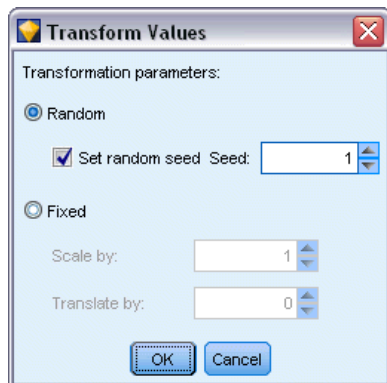 Transform Values
Transformation parameters:
Random
Set random seed Seed: 1
Fixed
Scale by: 1
Translate by: 0
OK Cancel